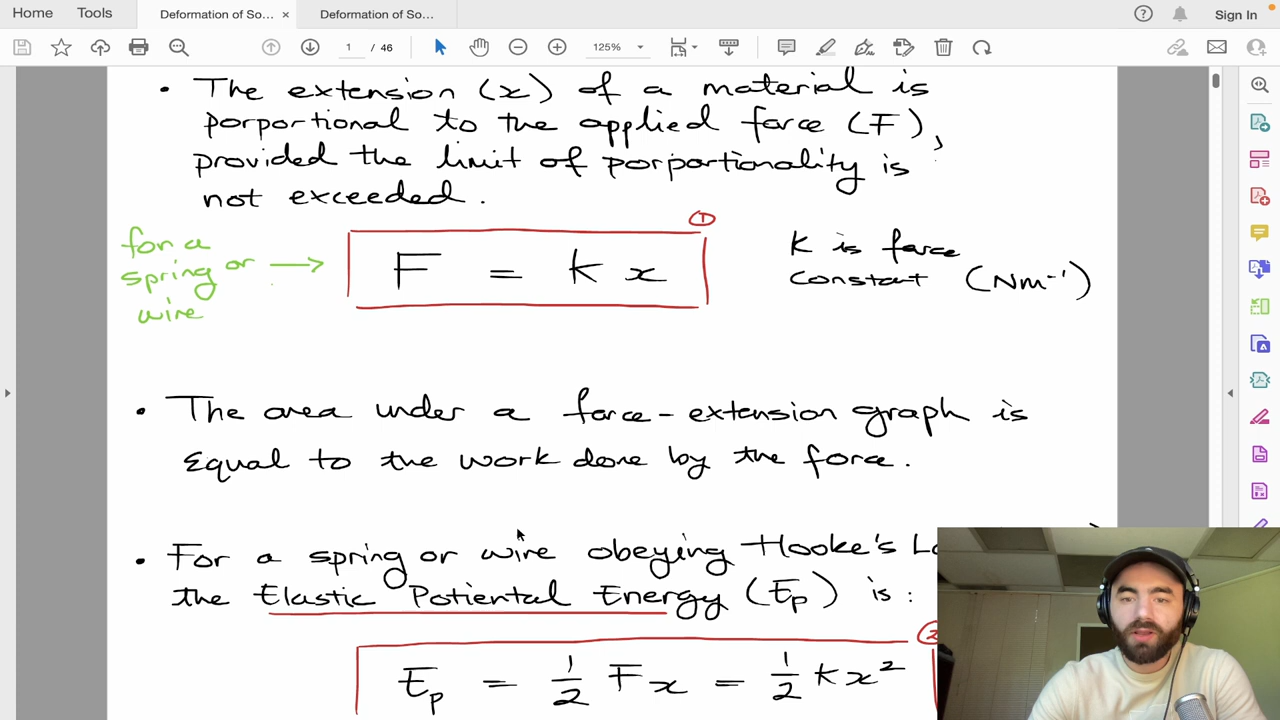 Home Tools Deformation of So... × Deformation of So... Sign In
1 / 46 125%
• The extension (x) of a material is
porportional to the applied force (F),
provided the limit of porportionality is
not exceeded.
①
for a
spring or →
wire
F = k x
K is force
constant (Nm⁻¹)
• The area under a force-extension graph is
Equal to the work done by the force.
• For a spring or wire obeying Hooke's
the Elastic Potiental Energy (Ep) is:
Ep = 1/2 Fx = 1/2 kx²